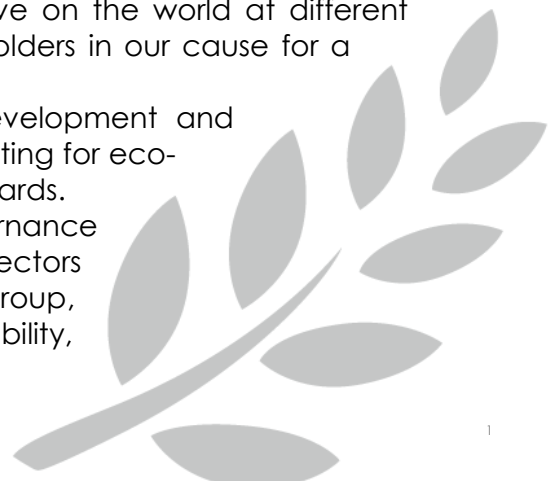 ve on the world at different
olders in our cause for a
evelopment and
ting for eco-
ards.
rnance
ectors
roup,
bility,
1